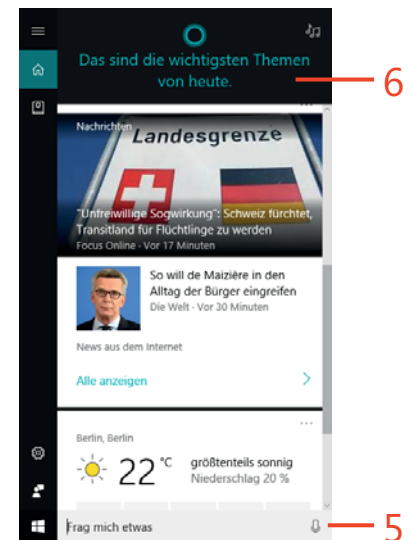 Das sind die wichtigsten Themen
von heute.
6
Nachrichten
Landesgrenze
"Unfreiwillige Sogwirkung": Schweiz fürchtet,
Transitland für Flüchtlinge zu werden
Focus Online - Vor 17 Minuten
So will de Maizière in den
Alltag der Bürger eingreifen
Die Welt - Vor 30 Minuten
News aus dem Internet
Alle anzeigen
Berlin, Berlin
22 °C
größtenteils sonnig
Niederschlag 20 %
Frag mich etwas
5